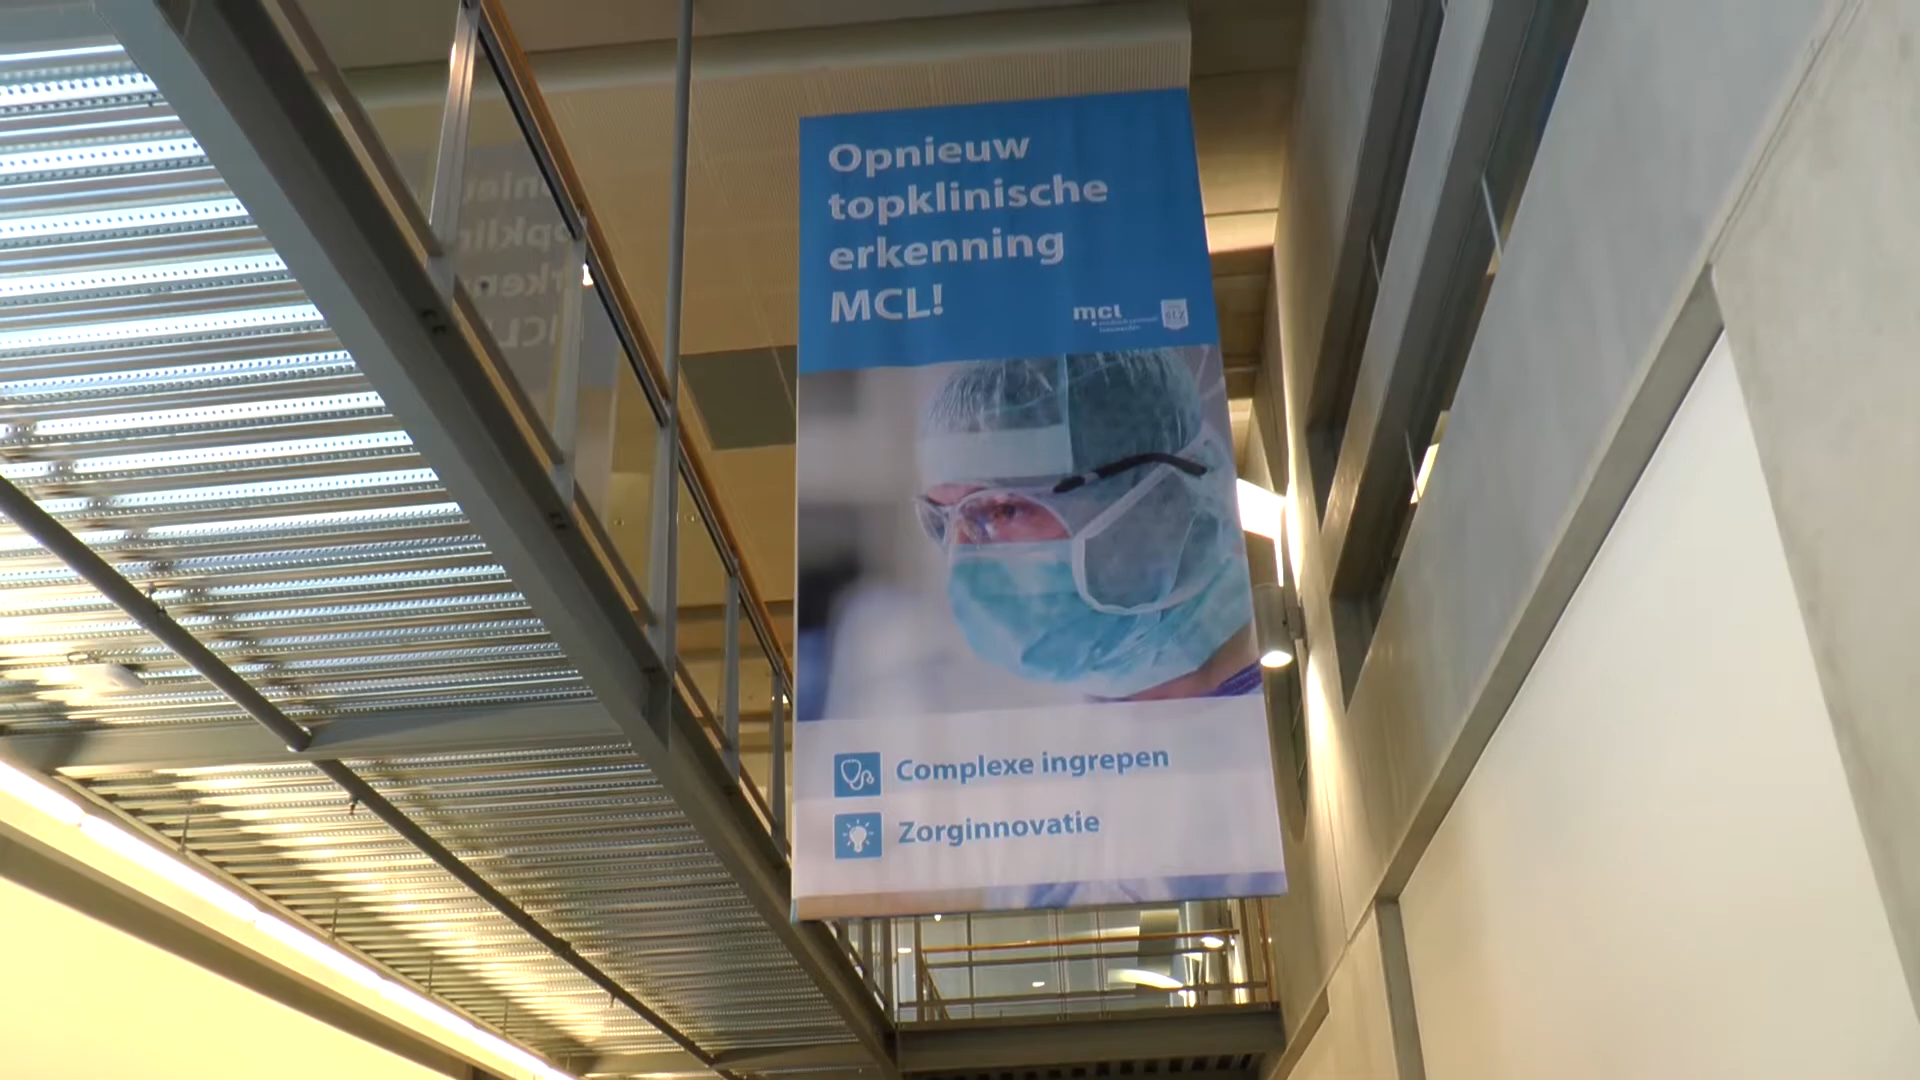 Opnieuw
topklinische
erkenning
MCL!
mcl
Complexe ingrepen
Zorginnovatie